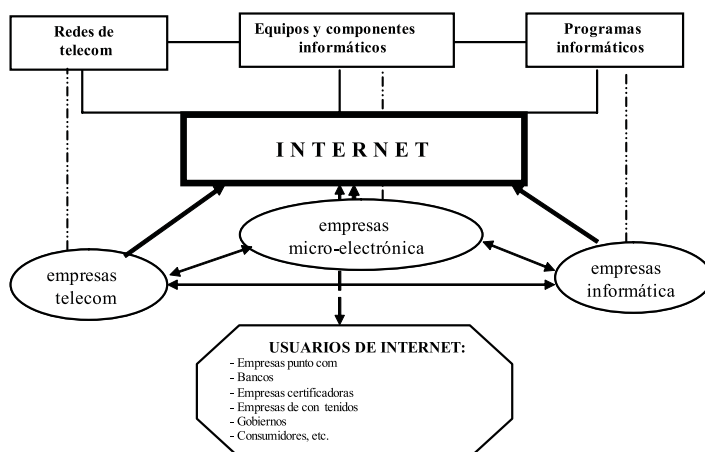 Redes de
telecom
Equipos y componentes
informáticos
Programas
informáticos
I N T E R N E T
empresas
micro-electrónica
empresas
telecom
empresas
informática
USUARIOS DE INTERNET:
- Empresas punto com
- Bancos
- Empresas certificadoras
- Empresas de con tenidos
- Gobiernos
- Consumidores, etc.